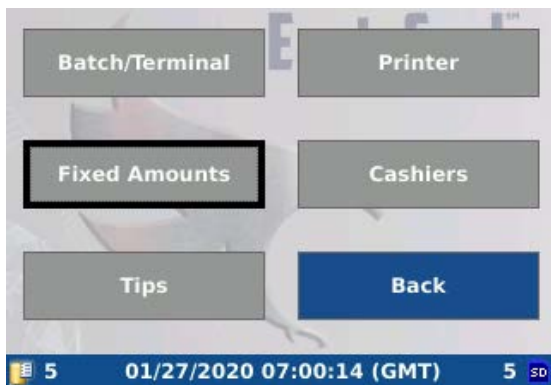 Batch/Terminal
Printer
Fixed Amounts
Cashiers
Tips
Back
5 01/27/2020 07:00:14 (GMT) 5 SD